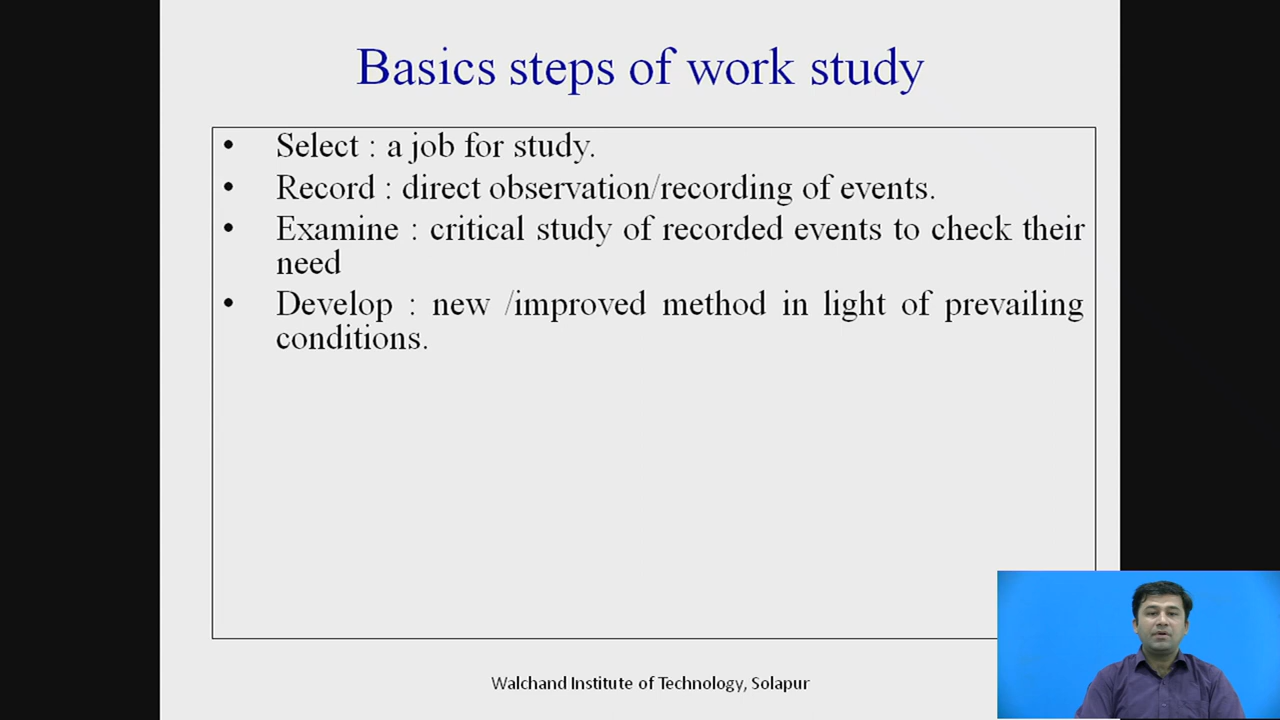 Basics steps of work study
• Select : a job for study.
• Record : direct observation/recording of events.
• Examine : critical study of recorded events to check their
need
• Develop : new /improved method in light of prevailing
conditions.
Walchand Institute of Technology, Solapur